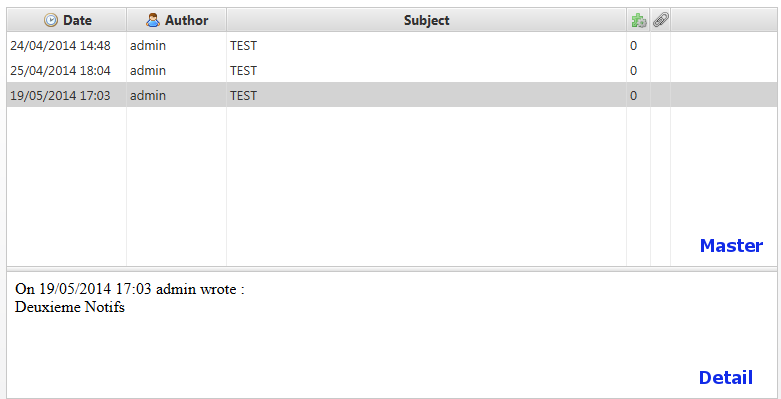 Date Author Subject
24/04/2014 14:48 admin TEST 0
25/04/2014 18:04 admin TEST 0
19/05/2014 17:03 admin TEST 0
Master
On 19/05/2014 17:03 admin wrote :
Deuxieme Notifs
Detail